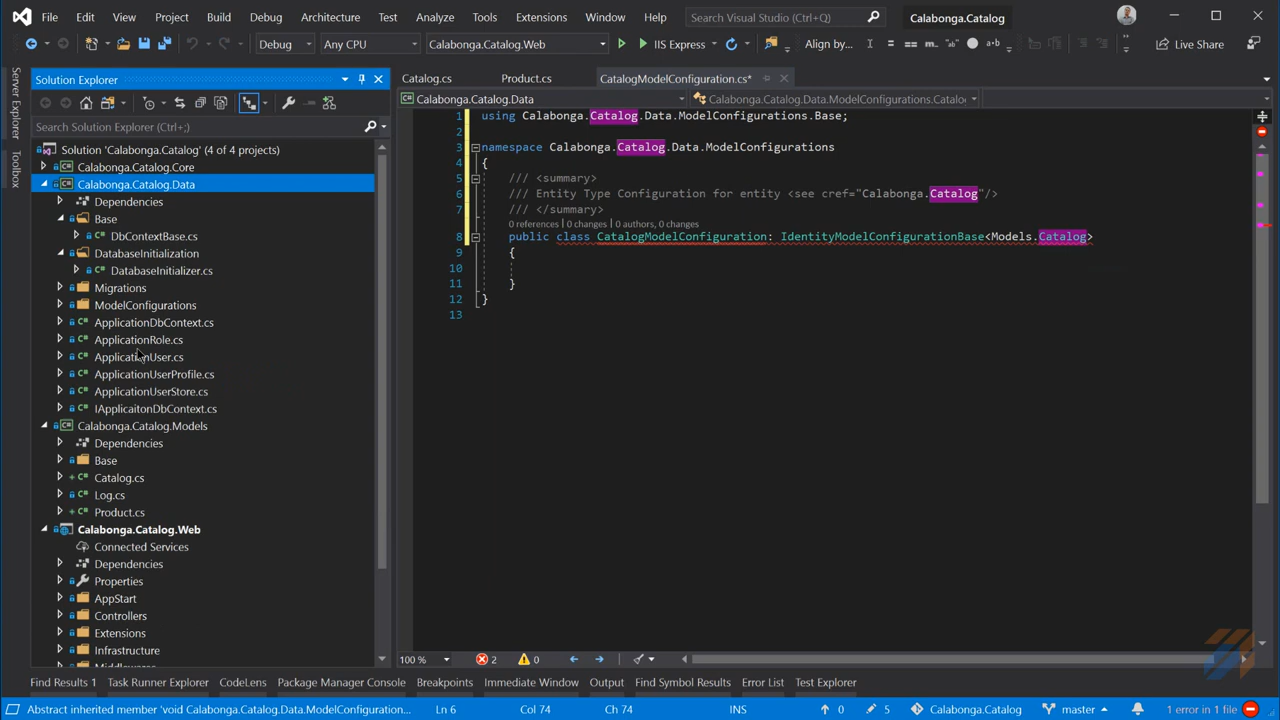 File Edit View Project Build Debug Architecture Test Analyze Tools Extensions Window Help Search Visual Studio (Ctrl+Q) Calabonga.Catalog
Debug Any CPU Calabonga.Catalog.Web IIS Express Align by... Live Share
Server Explorer
Toolbox
Solution Explorer
Search Solution Explorer (Ctrl+;)
Solution 'Calabonga.Catalog' (4 of 4 projects)
Calabonga.Catalog.Core
Calabonga.Catalog.Data
Dependencies
Base
DbContextBase.cs
DatabaseInitialization
DatabaseInitializer.cs
Migrations
ModelConfigurations
ApplicationDbContext.cs
ApplicationRole.cs
ApplicationUser.cs
ApplicationUserProfile.cs
ApplicationUserStore.cs
IApplicaitonDbContext.cs
Calabonga.Catalog.Models
Dependencies
Base
Catalog.cs
Log.cs
Product.cs
Calabonga.Catalog.Web
Connected Services
Dependencies
Properties
AppStart
Controllers
Extensions
Infrastructure
Middlewares
Catalog.cs Product.cs CatalogModelConfiguration.cs*
Calabonga.Catalog.Data Calabonga.Catalog.Data.ModelConfigurations.Catalo
1 using Calabonga.Catalog.Data.ModelConfigurations.Base;
2
3 namespace Calabonga.Catalog.Data.ModelConfigurations
4 {
5 /// <summary>
6 /// Entity Type Configuration for entity <see cref="Calabonga.Catalog"/>
7 /// </summary>
0 references | 0 changes | 0 authors, 0 changes
8 public class CatalogModelConfiguration: IdentityModelConfigurationBase<Models.Catalog>
9 {
10
11 }
12 }
13
100 % 2 0
Find Results 1 Task Runner Explorer CodeLens Package Manager Console Breakpoints Immediate Window Output Find Symbol Results Error List Test Explorer
Abstract inherited member 'void Calabonga.Catalog.Data.ModelConfiguration... Ln 6 Col 74 Ch 74 INS 0 5 Calabonga.Catalog master 1 error in 1 file